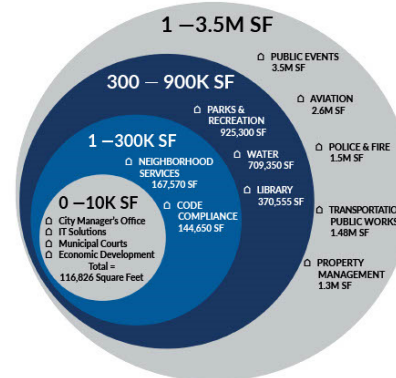 1 — 3.5M SF
PUBLIC EVENTS
3.5M SF
AVIATION
2.6M SF
POLICE & FIRE
1.5M SF
TRANSPORTATIO
PUBLIC WORKS
1.48M SF
PROPERTY
MANAGEMENT
1.3M SF
300 — 900K SF
PARKS &
RECREATION
925,300 SF
WATER
709,350 SF
LIBRARY
370,555 SF
1 — 300K SF
NEIGHBORHOOD
SERVICES
167,570 SF
CODE
COMPLIANCE
144,650 SF
0 — 10K SF
City Manager's Office
IT Solutions
Municipal Courts
Economic Development
Total =
116,826 Square Feet